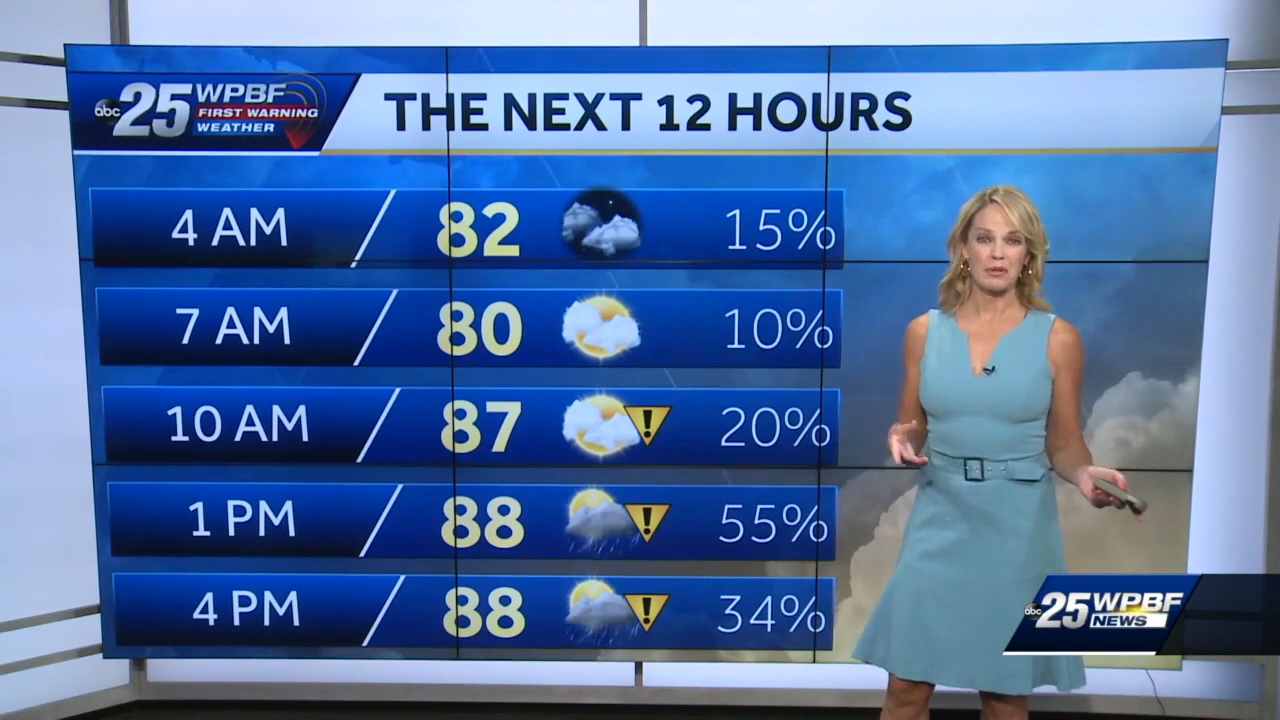 abc 25 WPBF
FIRST WARNING
WEATHER
THE NEXT 12 HOURS
4 AM 82 15%
7 AM 80 10%
10 AM 87 ! 20%
1 PM 88 ! 55%
4 PM 88 ! 34%
abc 25 WPBF
NEWS